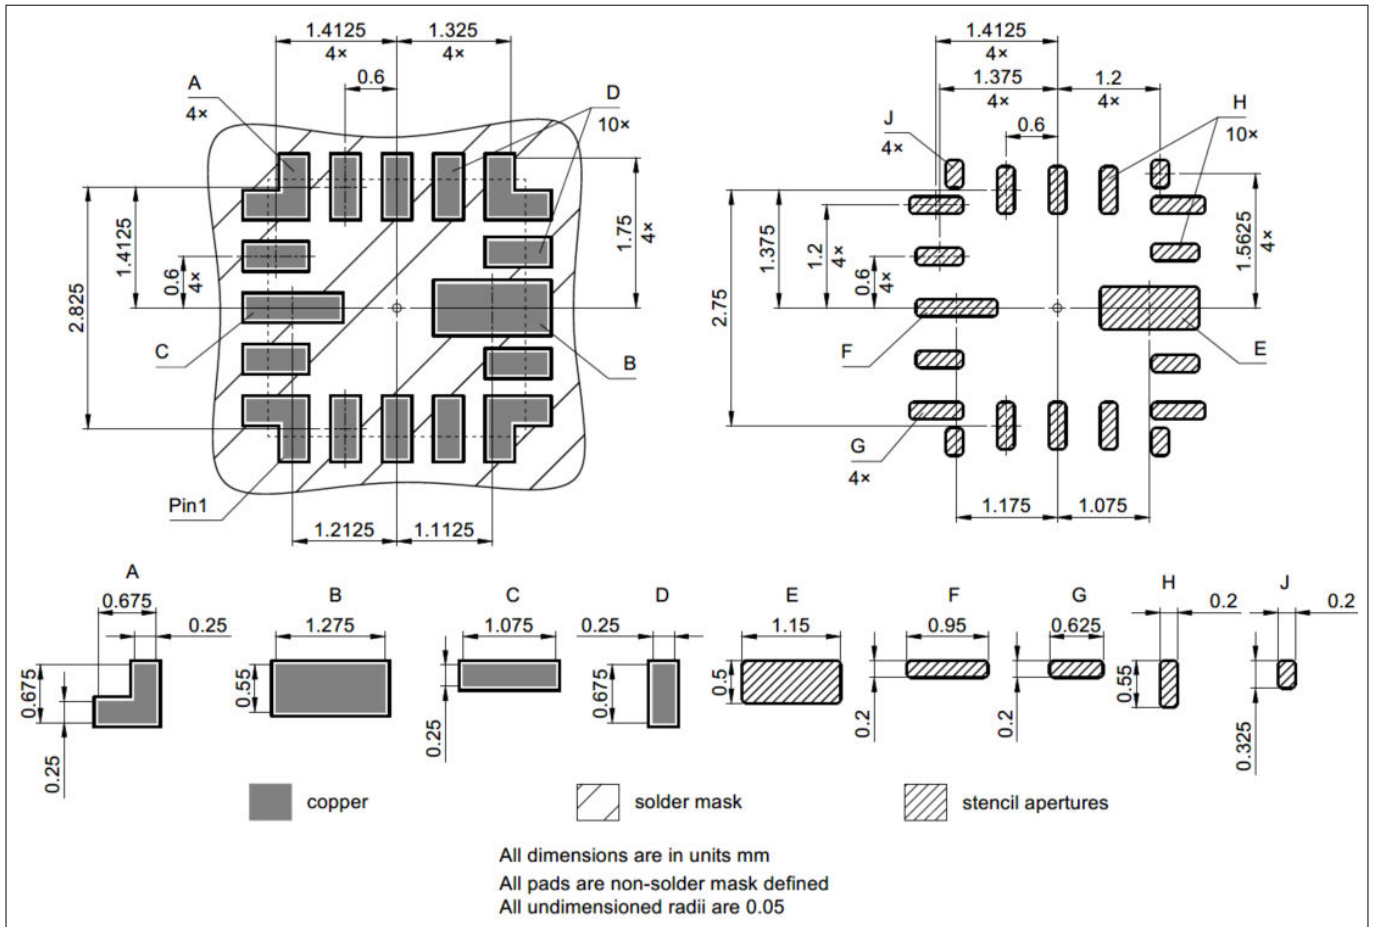 1.4125
4×
1.325
4×
0.6
A
4×
D
10×
2.825
1.4125
0.6
4×
1.75
4×
C
B
Pin1
1.2125
1.1125
1.4125
4×
1.375
4×
1.2
4×
0.6
J
4×
H
10×
2.75
1.375
1.2
4×
0.6
4×
1.5625
4×
F
E
G
4×
1.175
1.075
A
0.675
0.25
0.675
0.25
B
1.275
0.55
C
1.075
0.25
D
0.25
0.675
E
1.15
0.5
F
0.95
0.2
G
0.625
0.2
H
0.2
0.55
J
0.2
0.325
copper
solder mask
stencil apertures
All dimensions are in units mm
All pads are non-solder mask defined
All undimensioned radii are 0.05